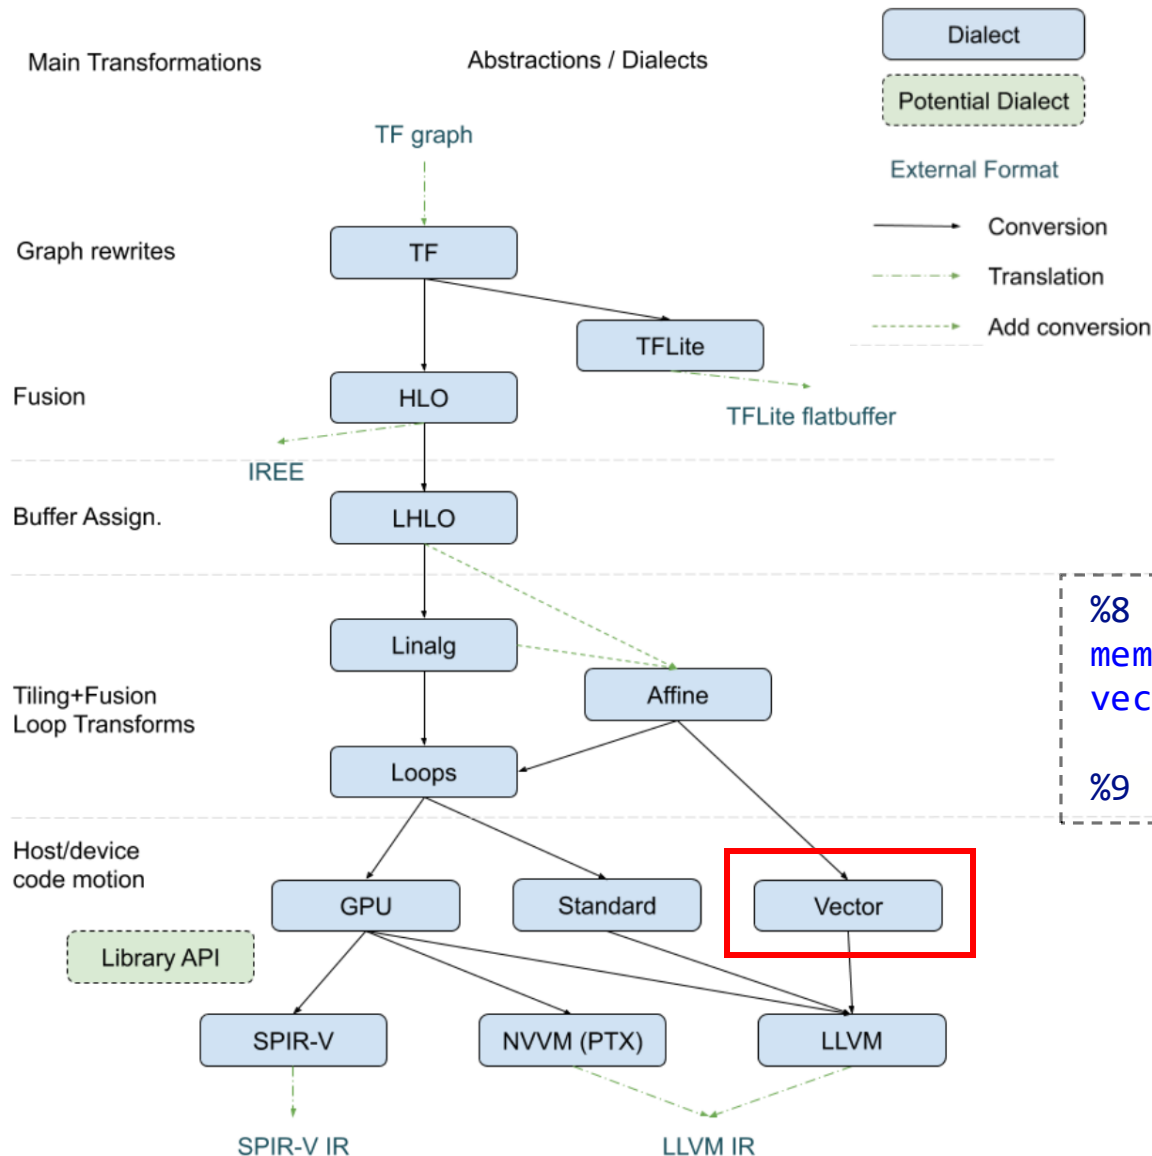 Main Transformations
Abstractions / Dialects
Dialect
Potential Dialect
External Format
Conversion
Translation
Add conversion
TF graph
Graph rewrites
TF
TFLite
TFLite flatbuffer
Fusion
HLO
IREE
Buffer Assign.
LHLO
Linalg
Affine
Tiling+Fusion
Loop Transforms
Loops
%8
mem
vec
%9
Host/device
code motion
GPU
Standard
Vector
Library API
SPIR-V
NVVM (PTX)
LLVM
SPIR-V IR
LLVM IR